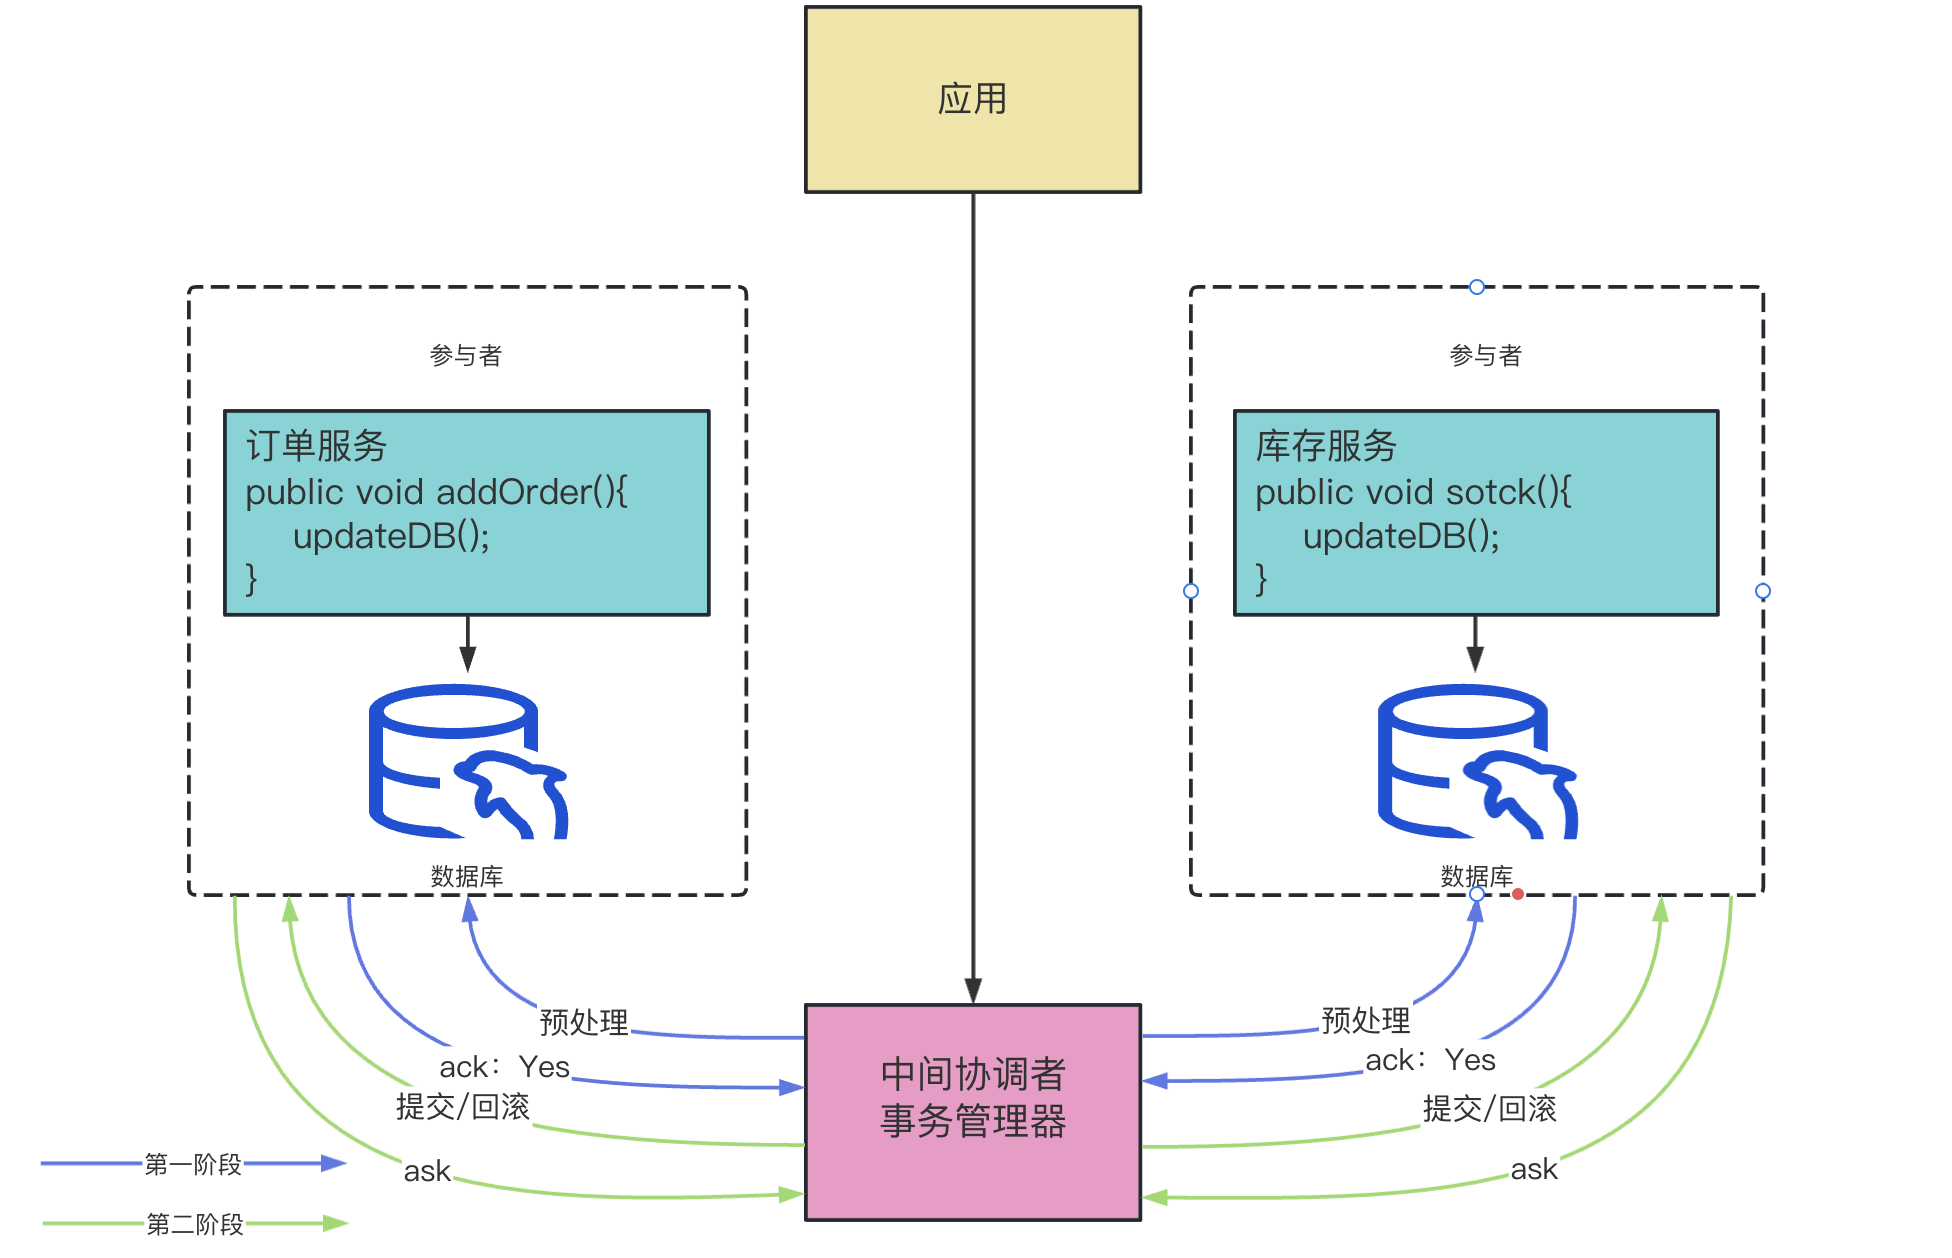 应用
参与者
订单服务
public void addOrder(){
updateDB();
}
数据库
参与者
库存服务
public void sotck(){
updateDB();
}
数据库
预处理
ack：Yes
提交/回滚
ask
中间协调者
事务管理器
预处理
ack：Yes
提交/回滚
ask
第一阶段
第二阶段